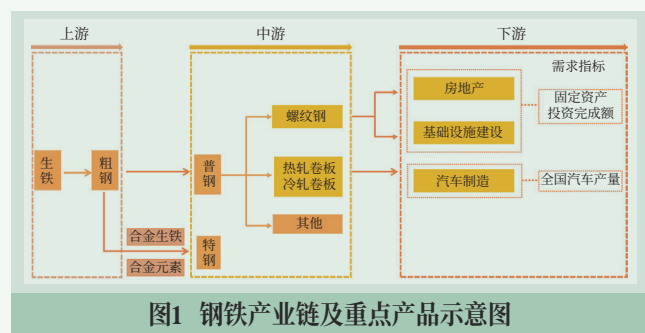 上游
中游
下游
需求指标
房地产
固定资产
投资完成额
螺纹钢
基础设施建设
生铁
粗钢
普钢
热轧卷板
冷轧卷板
汽车制造
全国汽车产量
其他
合金生铁
特钢
合金元素
图1 钢铁产业链及重点产品示意图